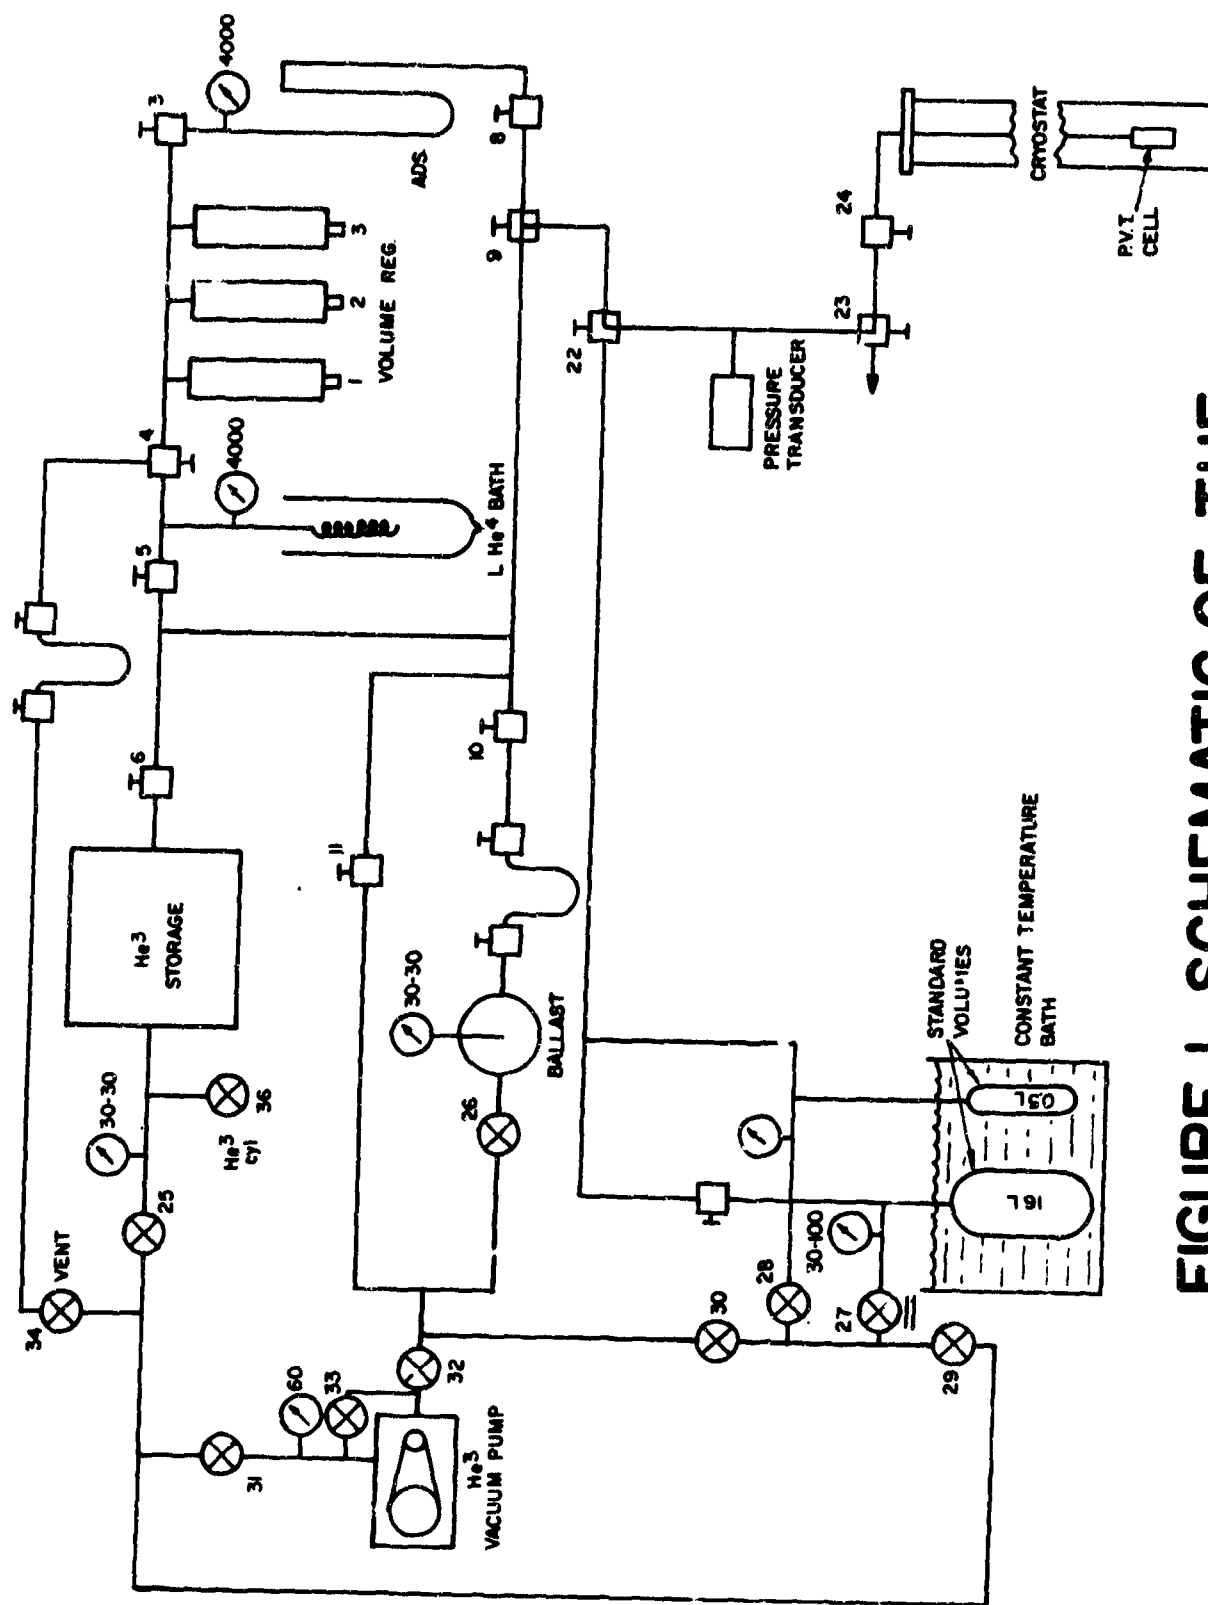 34
VENT
4000
30-30
25
He³
cyl
36
He³
STORAGE
6
5
4
4000
3
31
60
33
He³
VACUUM PUMP
32
11
30-30
26
BALLAST
10
L He⁴ BATH
1
2
3
VOLUME REG.
ADS.
8
9
22
PRESSURE
TRANSDUCER
23
24
CRYOSTAT
P.V.T.
CELL
30
28
30-100
27
29
STANDARD
VOLUMES
16 L
0.3 L
CONSTANT TEMPERATURE
BATH
FIGURE I SCHEMATIC OF THE